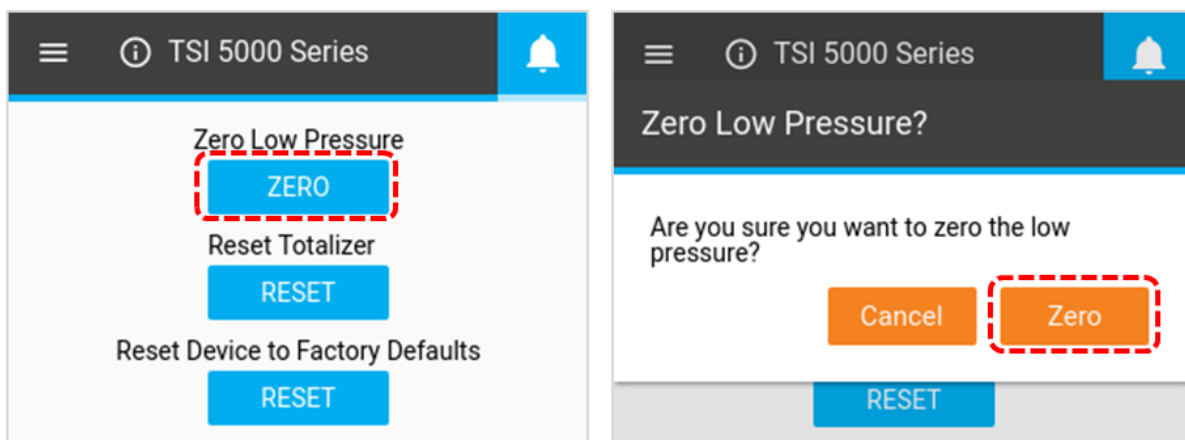 TSI 5000 Series
Zero Low Pressure
ZERO
Reset Totalizer
RESET
Reset Device to Factory Defaults
RESET
TSI 5000 Series
Zero Low Pressure?
Are you sure you want to zero the low
pressure?
Cancel Zero
RESET